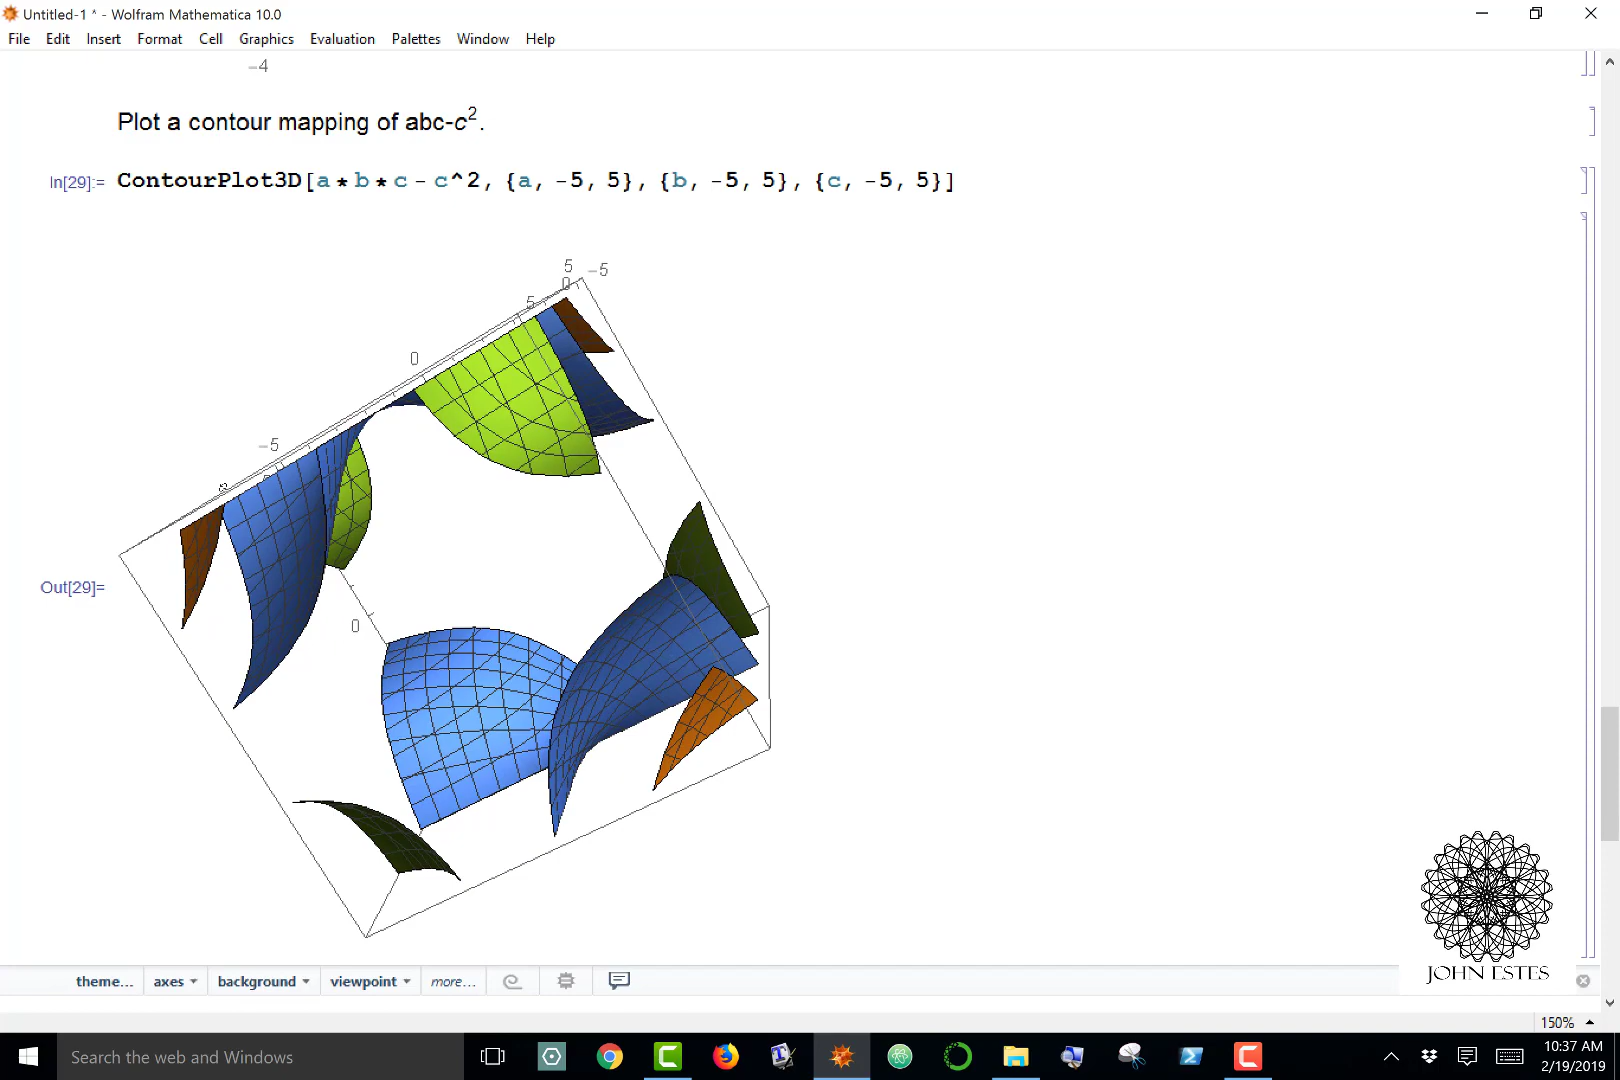 Untitled-1 * - Wolfram Mathematica 10.0
File Edit Insert Format Cell Graphics Evaluation Palettes Window Help
-4
Plot a contour mapping of abc-c².
In[29]:= ContourPlot3D[a * b * c - c^2, {a, -5, 5}, {b, -5, 5}, {c, -5, 5}]
5 -5
0
5
0
-5
0
Out[29]=
JOHN ESTES
theme... axes background viewpoint more...
150%
Search the web and Windows
10:37 AM
2/19/2019